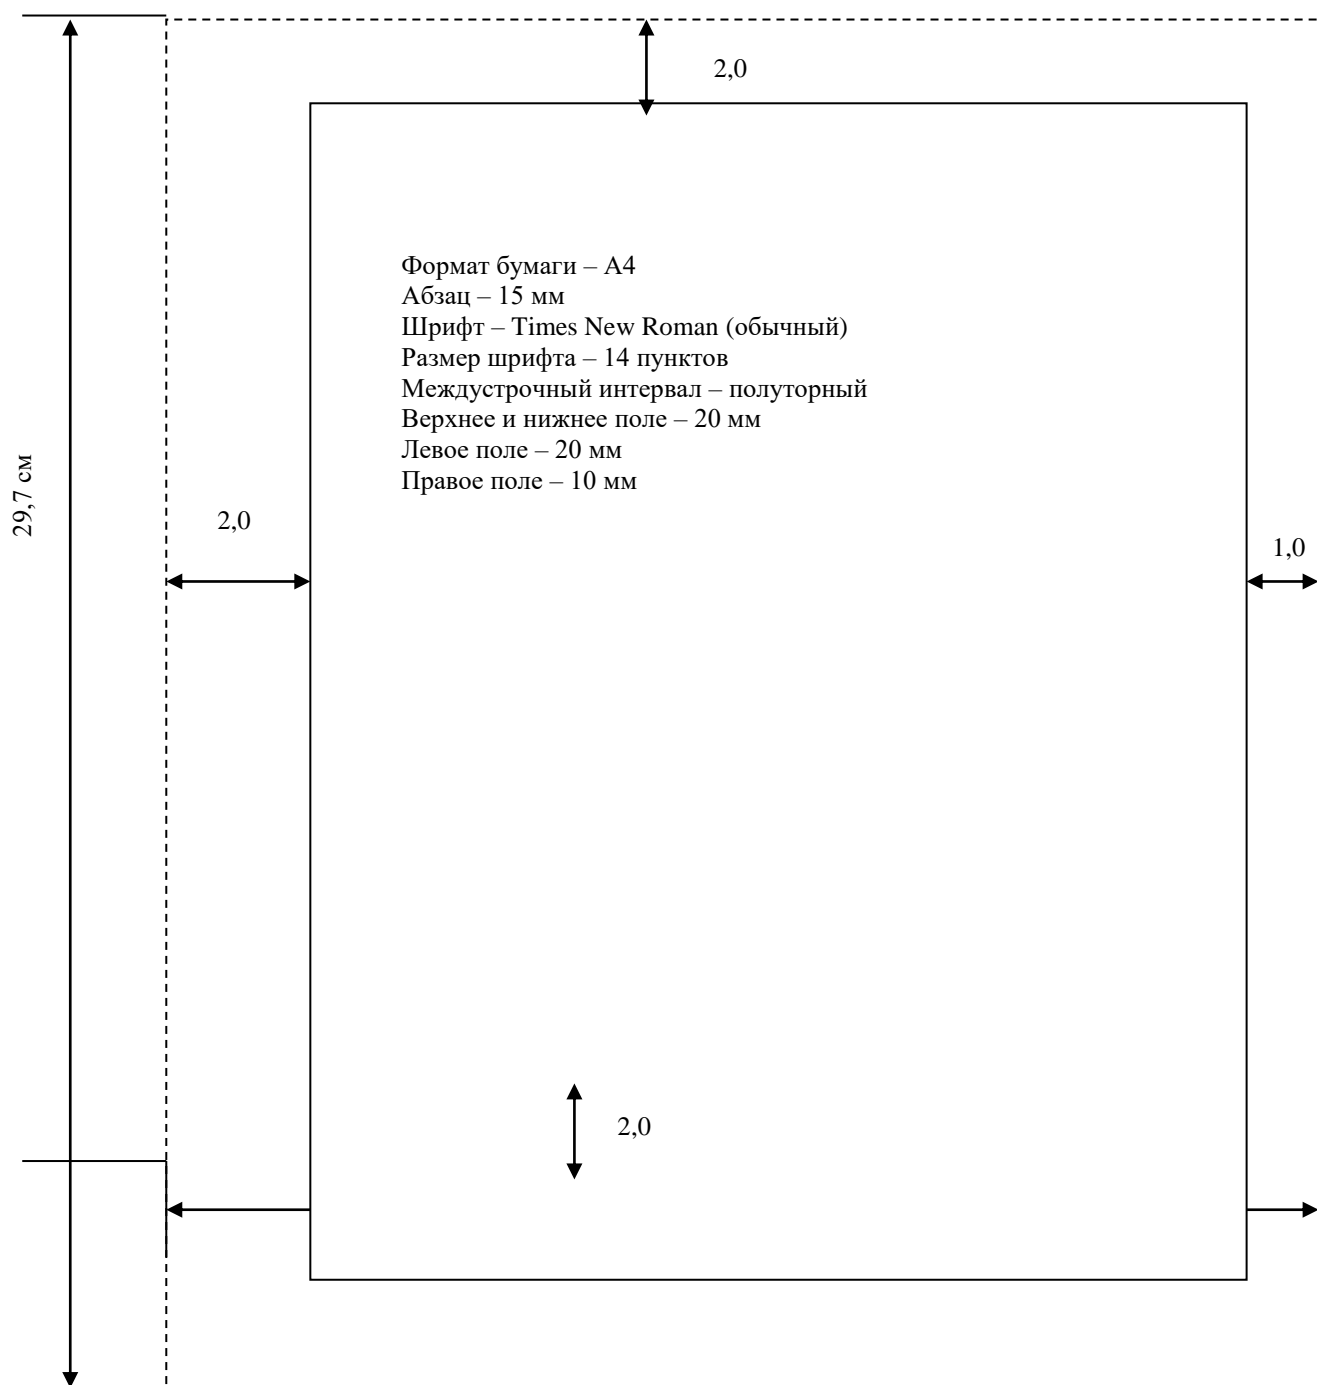 2,0
Формат бумаги – А4
Абзац – 15 мм
Шрифт – Times New Roman (обычный)
Размер шрифта – 14 пунктов
Междустрочный интервал – полуторный
Верхнее и нижнее поле – 20 мм
Левое поле – 20 мм
Правое поле – 10 мм
29,7 см
2,0
1,0
2,0